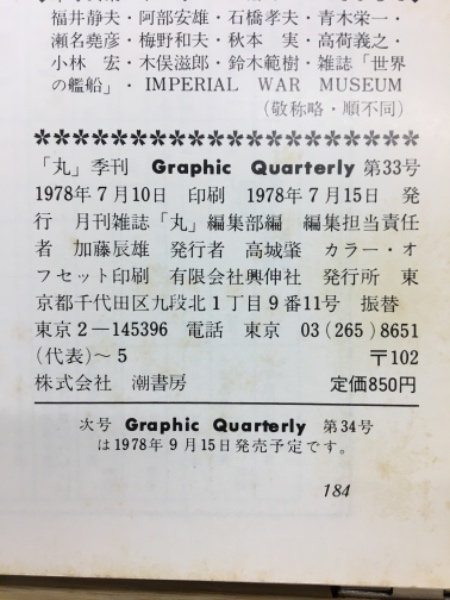 福井静夫・阿部安雄・石橋孝夫・青木栄一・
瀬名堯彦・梅野和夫・秋本 実・高荷義之・
小林 宏・木俣滋郎・鈴木範樹・雑誌「世界
の艦船」・IMPERIAL WAR MUSEUM
(敬称略・順不同)
********************
「丸」季刊 Graphic Quarterly 第33号
1978年7月10日 印刷 1978年7月15日 発
行 月刊雑誌「丸」編集部編 編集担当責任
者 加藤辰雄 発行者 高城肇 カラー・オ
フセット印刷 有限会社興伸社 発行所 東
京都千代田区九段北1丁目9番11号 振替
東京2―145396 電話 東京 03(265)8651
(代表)~5 〒102
株式会社 潮書房 定価850円
次号 Graphic Quarterly 第34号
は1978年9月15日発売予定です。
184